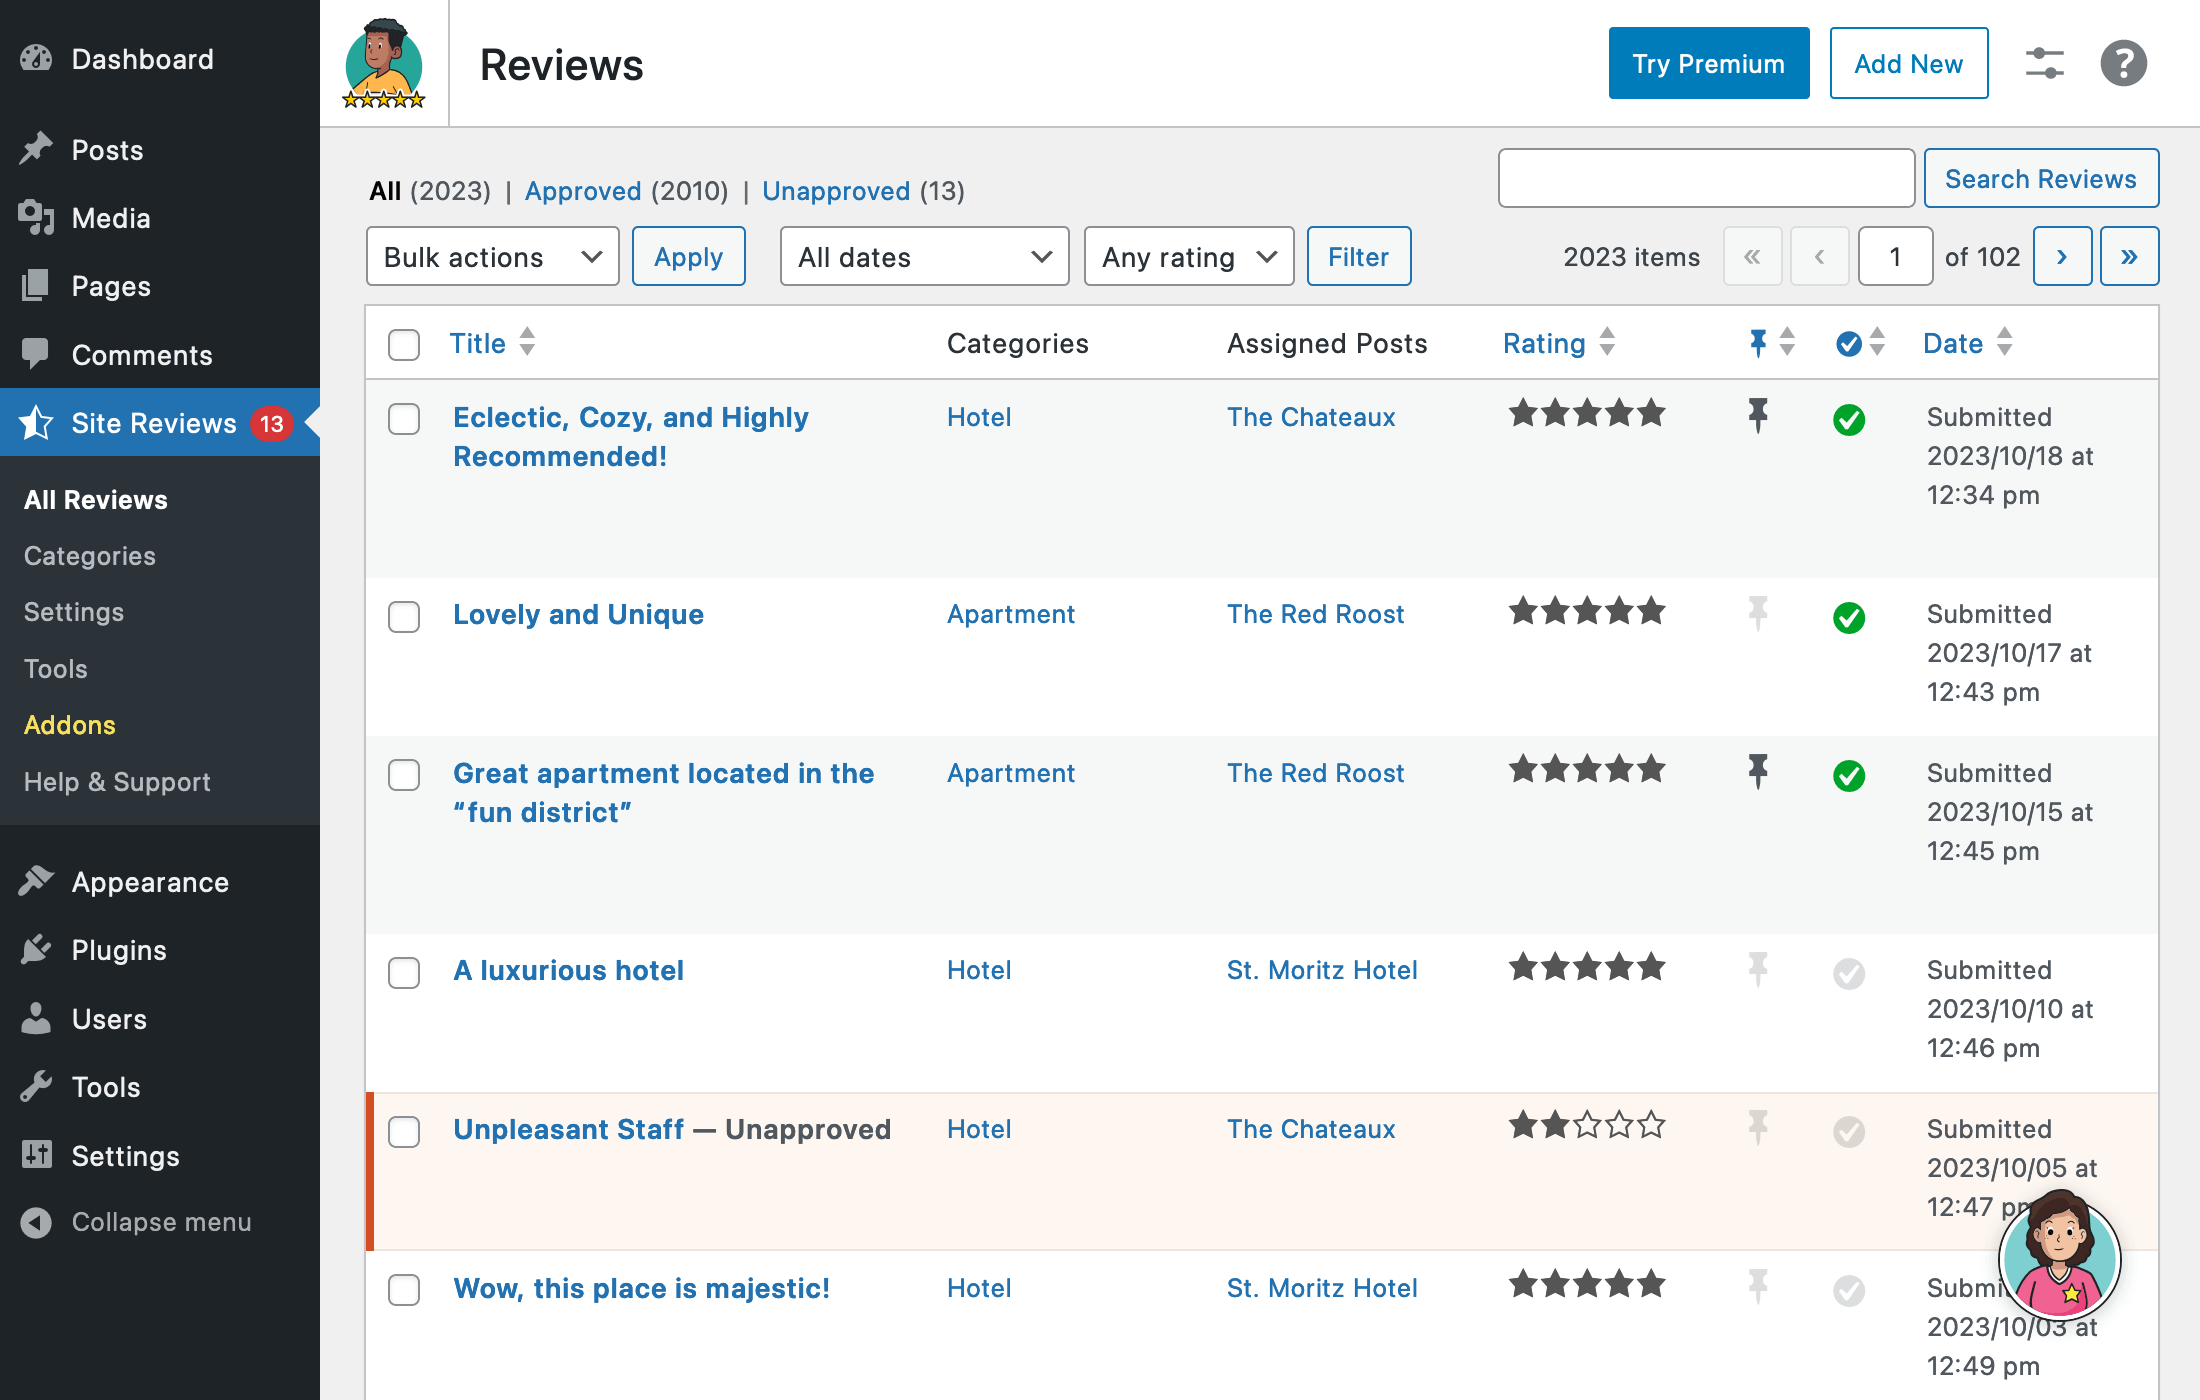 Dashboard
Posts
Media
Pages
Comments
Site Reviews 13
All Reviews
Categories
Settings
Tools
Addons
Help & Support
Appearance
Plugins
Users
Tools
Settings
Collapse menu
Reviews
Try Premium
Add New
?
All (2023) | Approved (2010) | Unapproved (13)
Search Reviews
Bulk actions
Apply
All dates
Any rating
Filter
2023 items « ‹ 1 of 102 › »
Title Categories Assigned Posts Rating Date
Eclectic, Cozy, and Highly
Recommended!
Hotel
The Chateaux
Submitted
2023/10/18 at
12:34 pm
Lovely and Unique
Apartment
The Red Roost
Submitted
2023/10/17 at
12:43 pm
Great apartment located in the
“fun district”
Apartment
The Red Roost
Submitted
2023/10/15 at
12:45 pm
A luxurious hotel
Hotel
St. Moritz Hotel
Submitted
2023/10/10 at
12:46 pm
Unpleasant Staff — Unapproved
Hotel
The Chateaux
Submitted
2023/10/05 at
12:47 pm
Wow, this place is majestic!
Hotel
St. Moritz Hotel
Submi
2023/10/03 at
12:49 pm